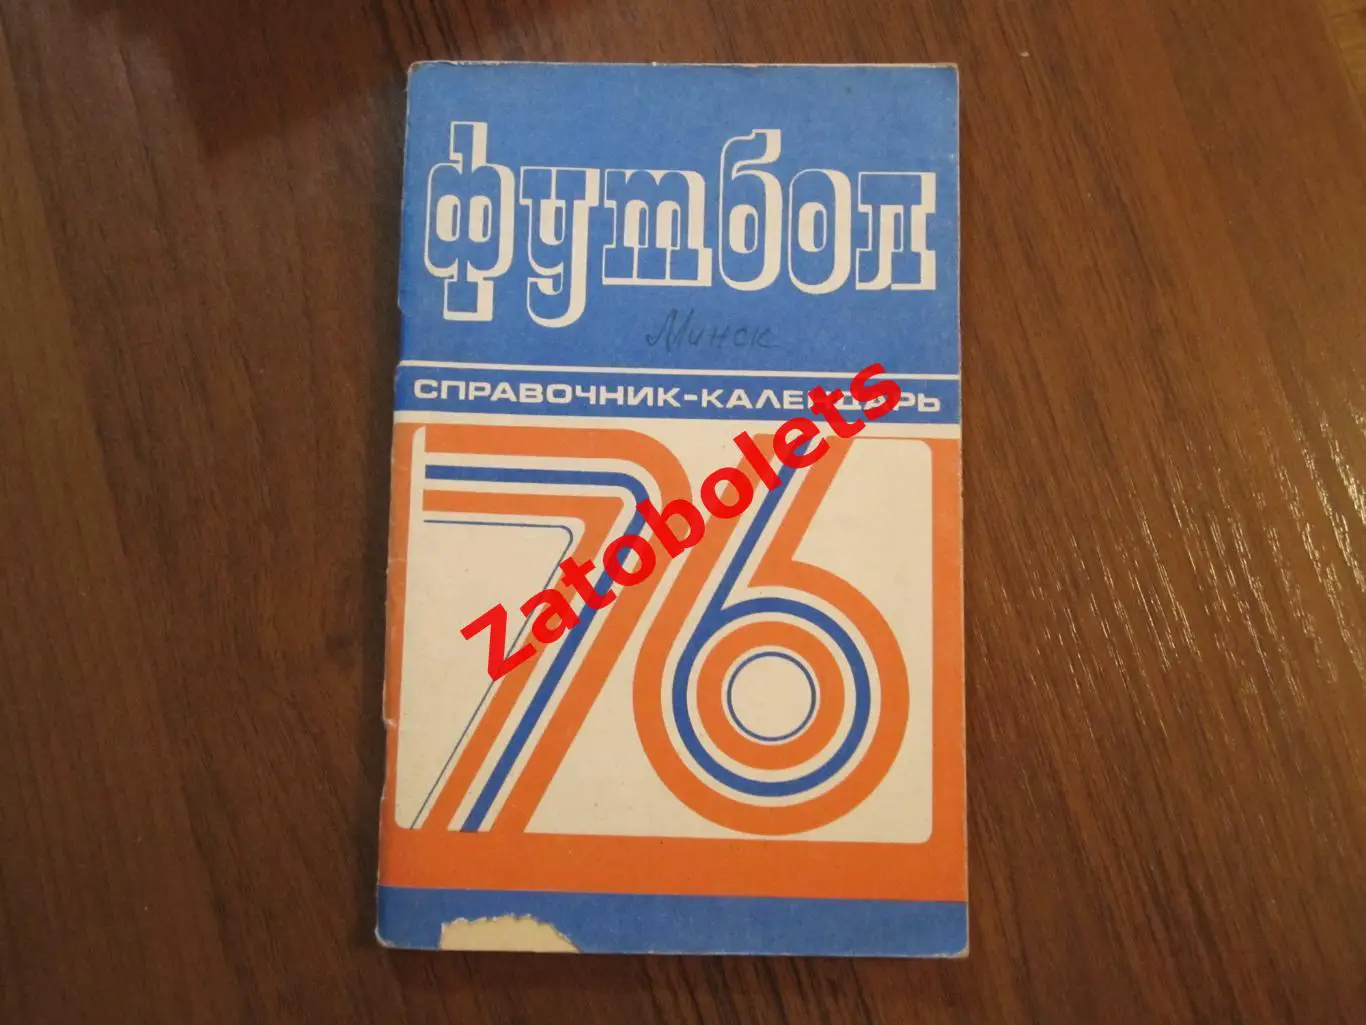 футбол
Минск
СПРАВОЧНИК-КАЛЕНДАРЬ
76
Zatobolets